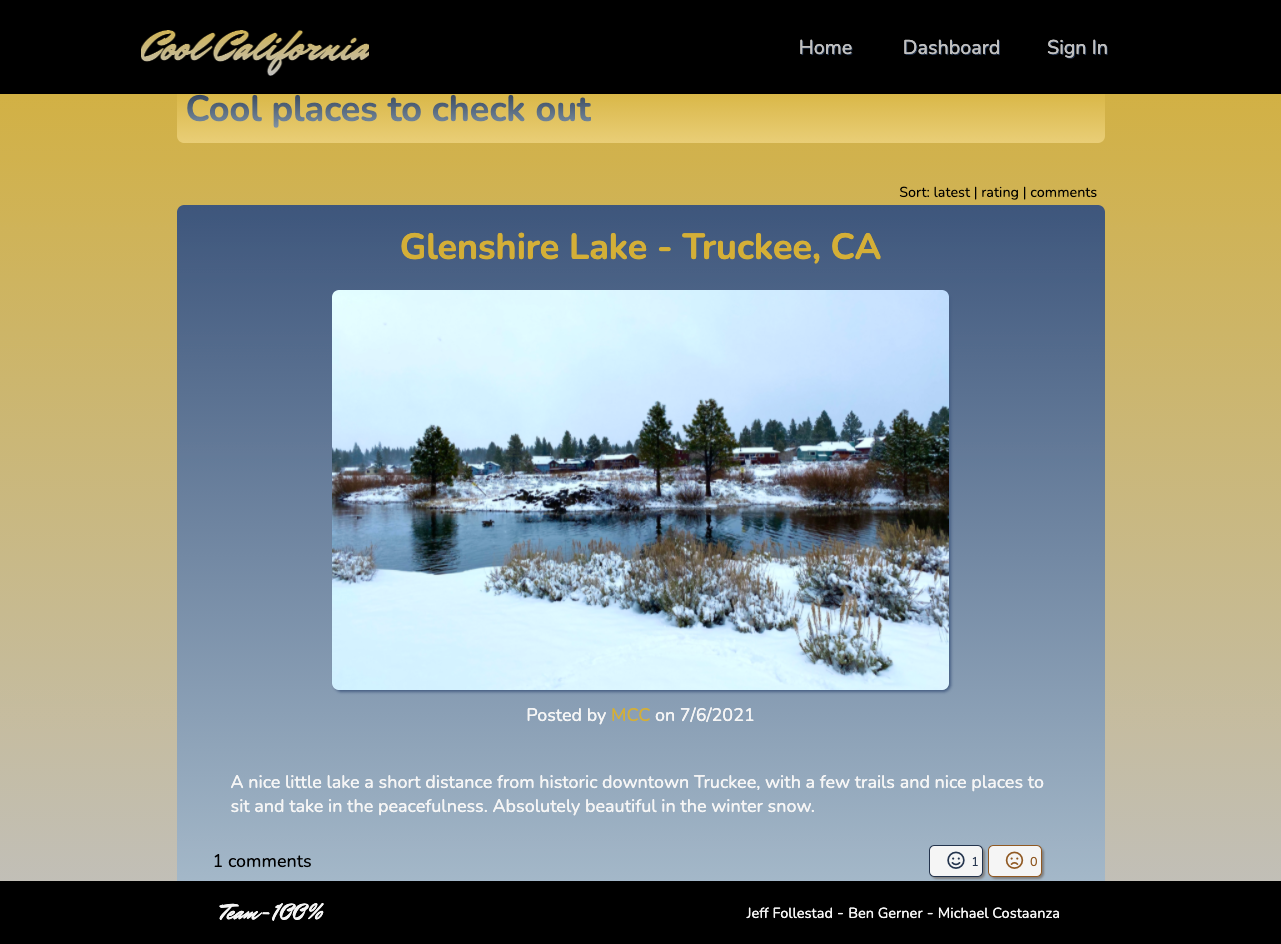 Cool California
Home
Dashboard
Sign In
Cool places to check out
Sort: latest | rating | comments
Glenshire Lake - Truckee, CA
Posted by MCC on 7/6/2021
A nice little lake a short distance from historic downtown Truckee, with a few trails and nice places to
sit and take in the peacefulness. Absolutely beautiful in the winter snow.
1 comments
1
0
Team-100%
Jeff Follestad - Ben Gerner - Michael Costaanza